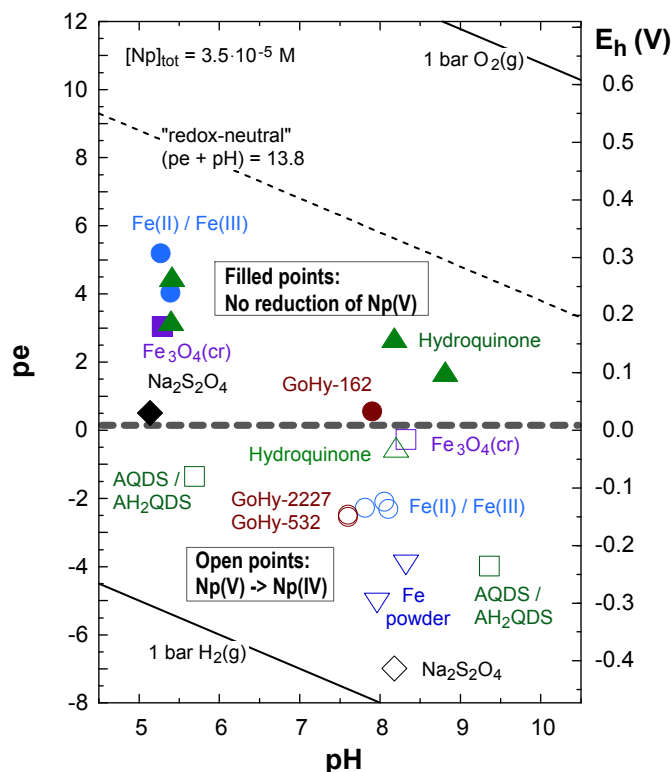 12
10
8
6
4
2
0
-2
-4
-6
-8
pe
[Np]tot = 3.5·10⁻⁵ M
1 bar O₂(g)
"redox-neutral"
(pe + pH) = 13.8
Fe(II) / Fe(III)
Filled points:
No reduction of Np(V)
Hydroquinone
Fe₃O₄(cr)
Na₂S₂O₄
GoHy-162
Hydroquinone
Fe₃O₄(cr)
AQDS /
AH₂QDS
GoHy-2227
GoHy-532
Fe(II) / Fe(III)
Open points:
Np(V) -> Np(IV)
Fe
powder
AQDS /
AH₂QDS
1 bar H₂(g)
Na₂S₂O₄
Eh (V)
0.6
0.5
0.4
0.3
0.2
0.1
0.0
-0.1
-0.2
-0.3
-0.4
5
6
7
8
9
10
pH